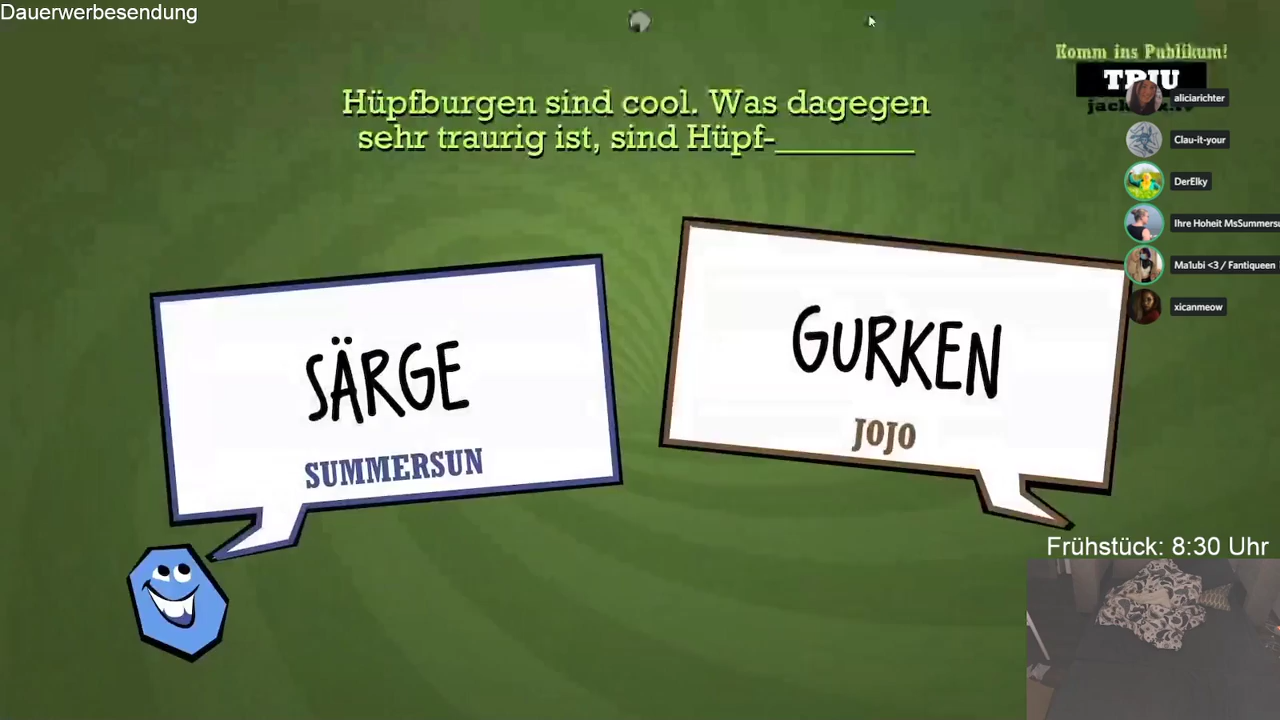 Dauerwerbesendung
Komm ins Publikum!
Hüpfburgen sind cool. Was dagegen
sehr traurig ist, sind Hüpf-________
aliciarichter
Clau-it-your
DerElky
Ihre Hoheit MsSummersu
Ma1ubi <3 / Fantiqueen
xicanmeow
SÄRGE
SUMMERSUN
GURKEN
JOJO
Frühstück: 8:30 Uhr